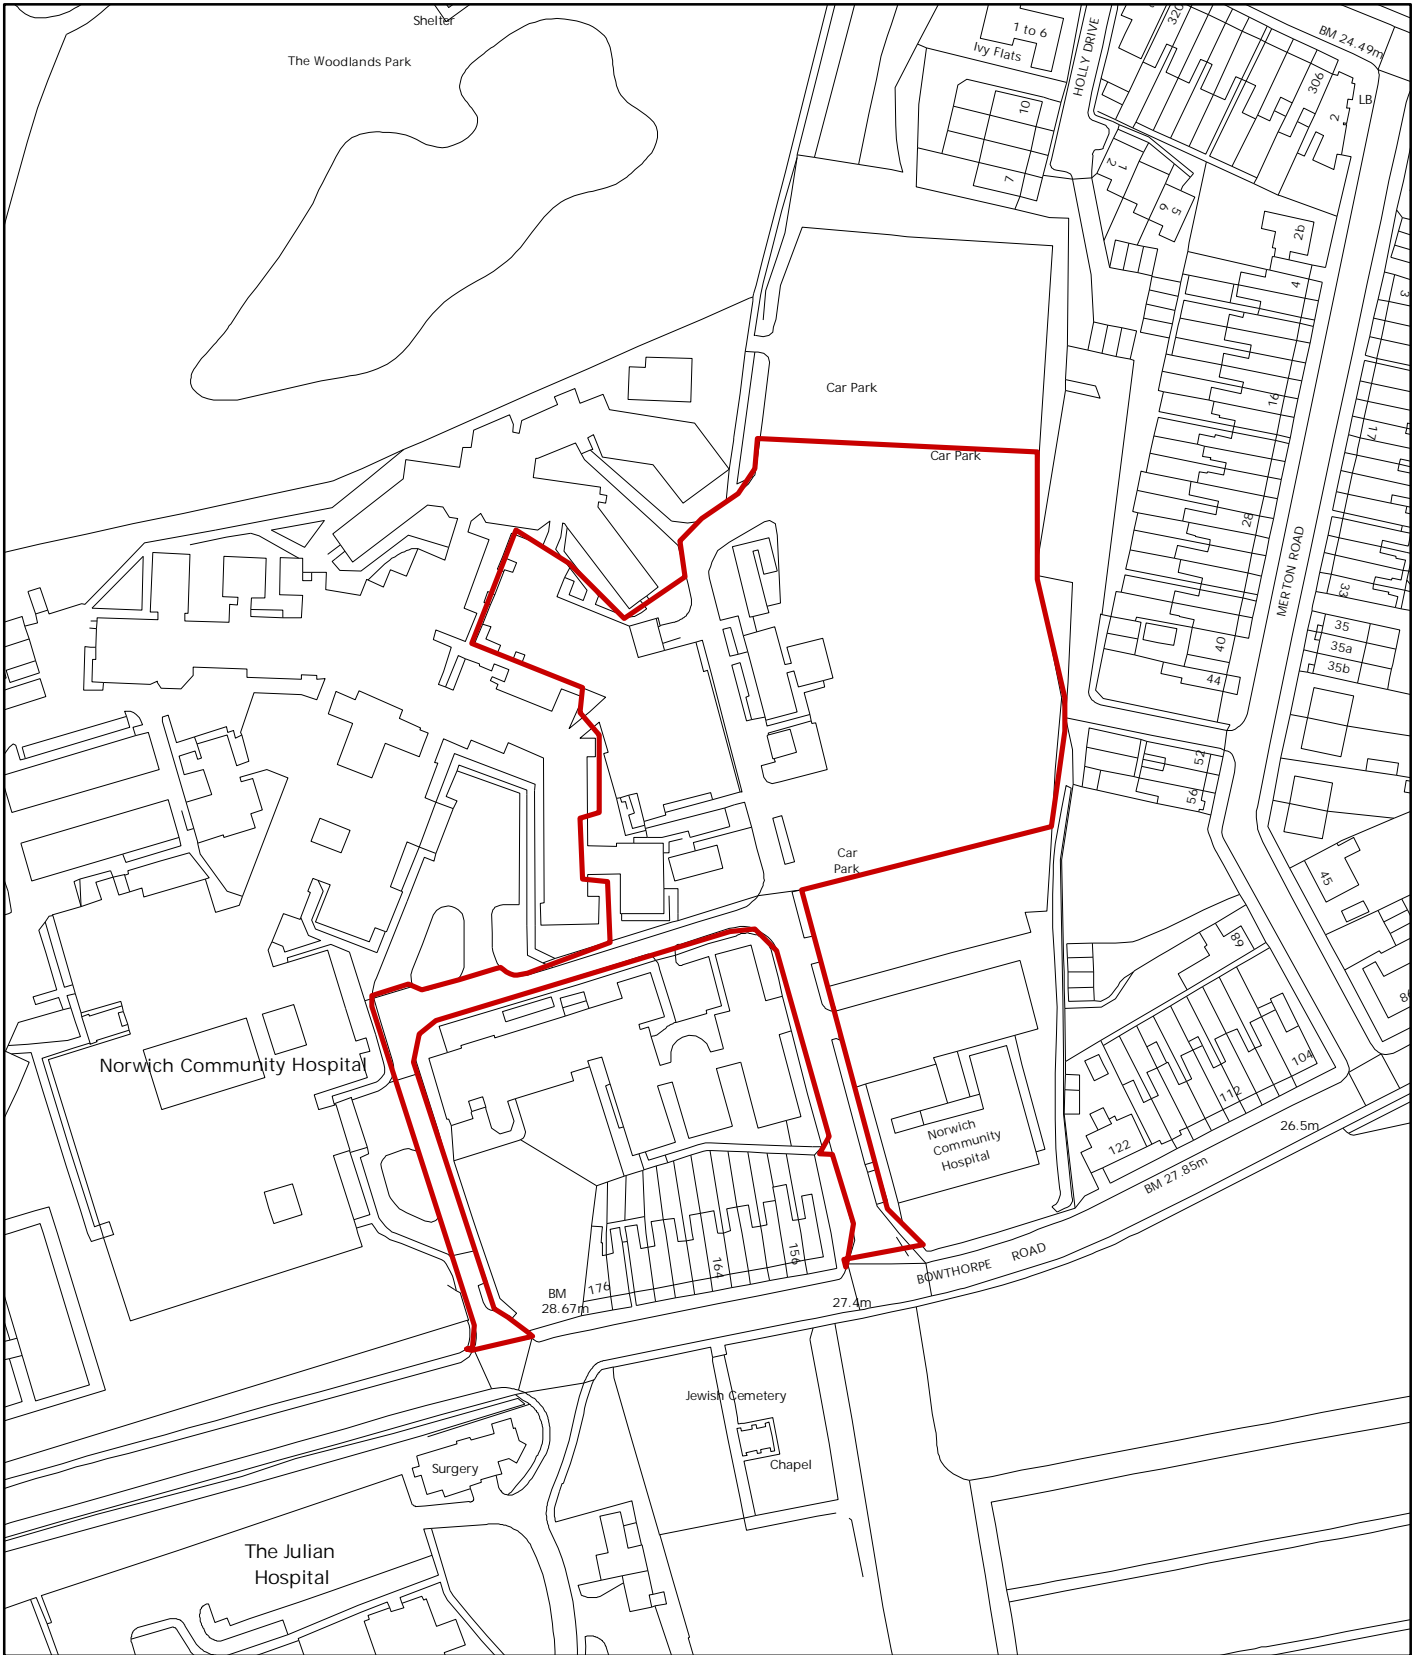 Shelter
The Woodlands Park
1 to 6
Ivy Flats
HOLLY DRIVE
320
BM 24.49m
306
LB
2
10
7
1
2
5
6
2b
4
3
Car Park
16
17
Car Park
28
MERTON ROAD
33
35
35a
35b
40
44
52
56
Car
Park
45
89
Norwich Community Hospital
Norwich
Community
Hospital
104
112
122
26.5m
BM 27.85m
BOWTHORPE ROAD
156
164
176
BM
28.67m
27.4m
Jewish Cemetery
Chapel
Surgery
The Julian
Hospital